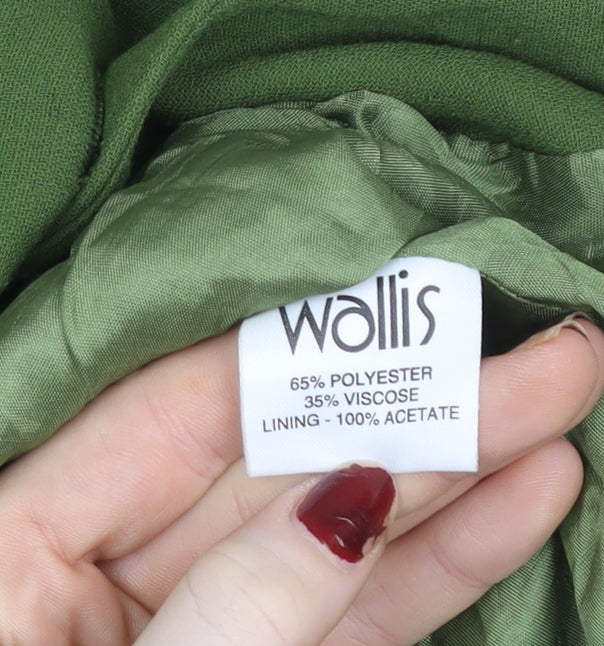 wallis
65% POLYESTER
35% VISCOSE
LINING - 100% ACETATE